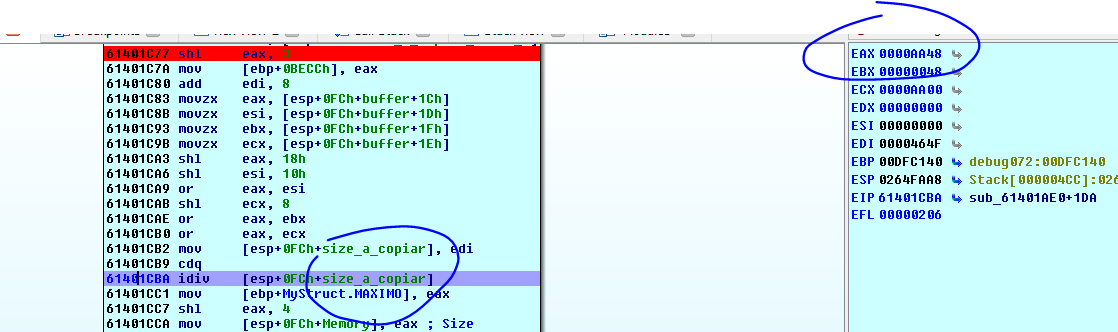 61401C77 shl eax, 3
61401C7A mov [ebp+0BECCh], eax
61401C80 add edi, 8
61401C83 movzx eax, [esp+0FCh+buffer+1Ch]
61401C8B movzx esi, [esp+0FCh+buffer+1Dh]
61401C93 movzx ebx, [esp+0FCh+buffer+1Fh]
61401C9B movzx ecx, [esp+0FCh+buffer+1Eh]
61401CA3 shl eax, 18h
61401CA6 shl esi, 10h
61401CA9 or eax, esi
61401CAB shl ecx, 8
61401CAE or eax, ebx
61401CB0 or eax, ecx
61401CB2 mov [esp+0FCh+size_a_copiar], edi
61401CB9 cdq
61401CBA idiv [esp+0FCh+size_a_copiar]
61401CC1 mov [ebp+MyStruct.MAXIMO], eax
61401CC7 shl eax, 4
61401CCA mov [esp+0FCh+Memory], eax ; Size
EAX 0000AA48
EBX 00000048
ECX 0000AA00
EDX 00000000
ESI 00000000
EDI 0000464F
EBP 00DFC140 debug072:00DFC140
ESP 0264FAA8 Stack[000004CC]:026
EIP 61401CBA sub_61401AE0+1DA
EFL 00000206